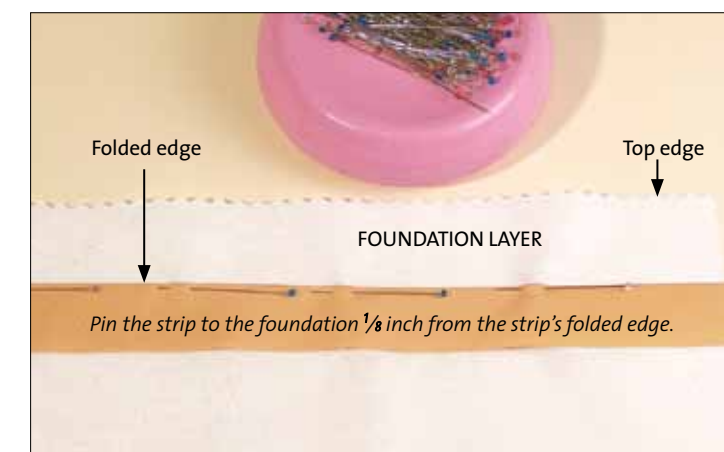 Folded edge
Top edge
FOUNDATION LAYER
Pin the strip to the foundation 1/8 inch from the strip's folded edge.